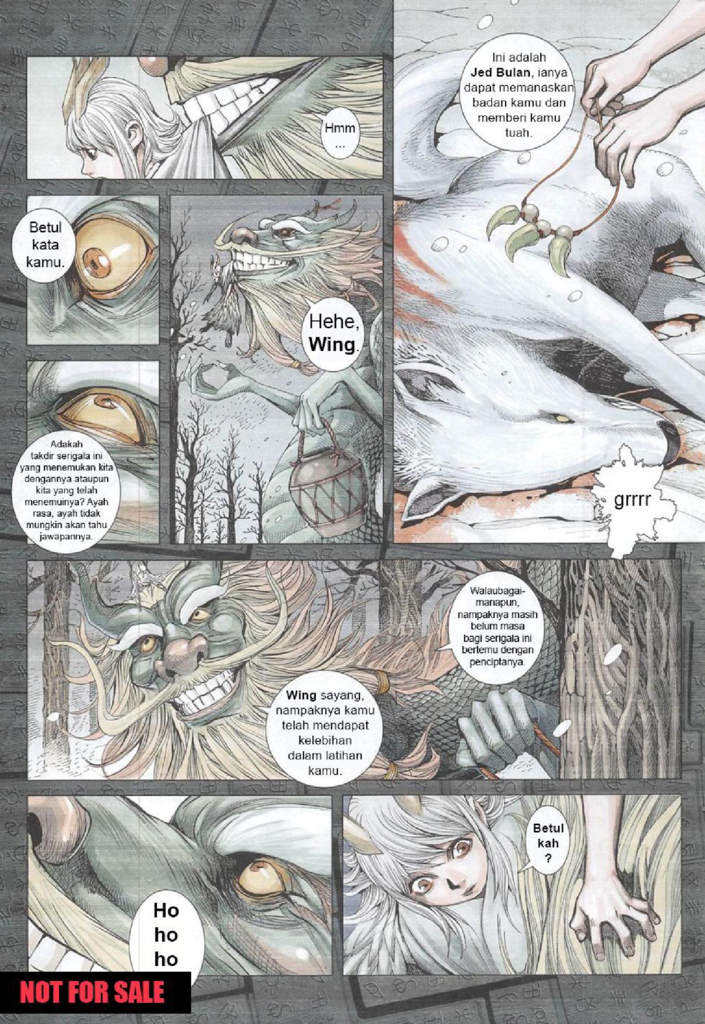 Ini adalah
Jed Bulan, ianya
dapat memanaskan
badan kamu dan
memberi kamu
tuah.
Hmm
...
Betul
kata
kamu.
Hehe,
Wing.
Adakah
takdir serigala ini
yang menemukan kita
dengannya ataupun
kita yang telah
menemuinya? Ayah
rasa, ayah tidak
mungkin akan tahu
jawapannya.
grrrr
Walaubagai-
manapun,
nampaknya masih
belum masa
bagi serigala ini
bertemu dengan
penciptanya.
Wing sayang,
nampaknya kamu
telah mendapat
kelebihan
dalam latihan
kamu.
Ho
ho
ho
Betul
kah
?
NOT FOR SALE